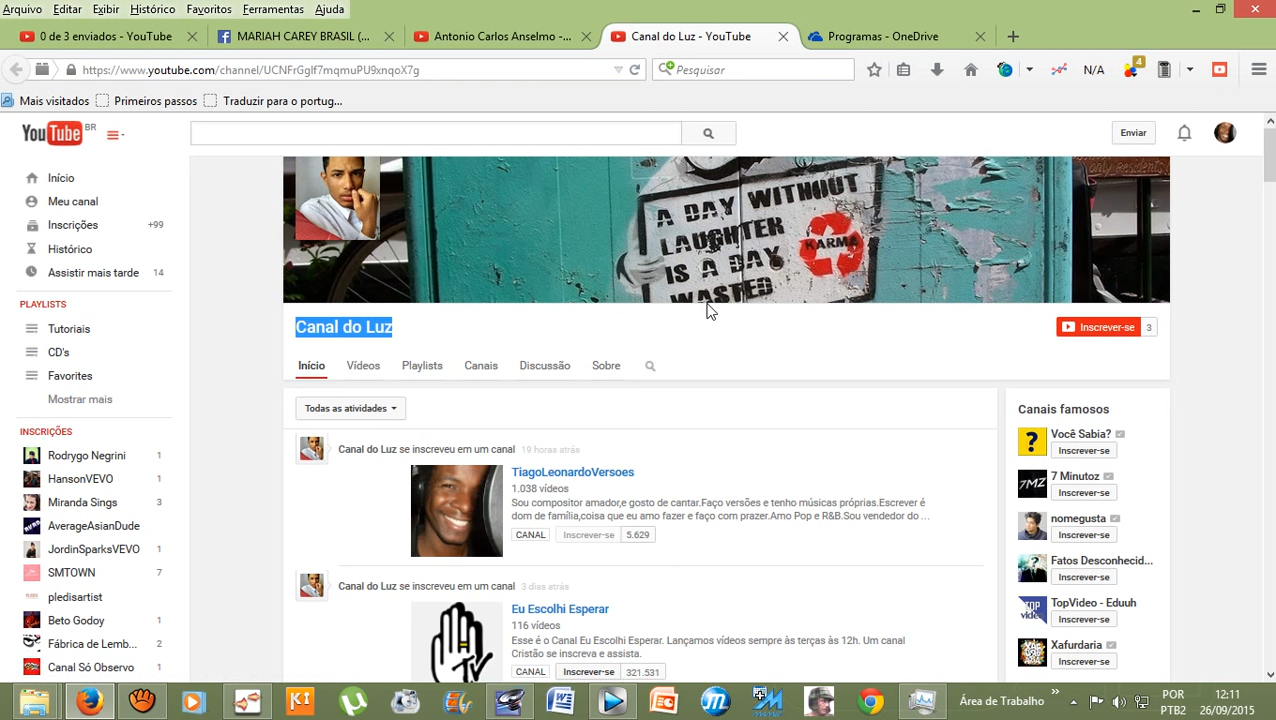 Arquivo Editar Exibir Histórico Favoritos Ferramentas Ajuda
0 de 3 enviados - YouTube
MARIAH CAREY BRASIL (...
Antonio Carlos Anselmo -...
Canal do Luz - YouTube
Programas - OneDrive
https://www.youtube.com/channel/UCNFrGglf7mqmuPU9xnqoX7g
Pesquisar
N/A
4
Mais visitados Primeiros passos Traduzir para o portug...
YouTube BR
Enviar
A DAY WITHOUT
LAUGHTER
IS A DAY
WASTED
KARMA
Início
Meu canal
Inscrições +99
Histórico
Assistir mais tarde 14
PLAYLISTS
Tutoriais
CD's
Favorites
Mostrar mais
INSCRIÇÕES
Rodrygo Negrini 1
HansonVEVO 1
Miranda Sings 3
AverageAsianDude
JordinSparksVEVO 1
SMTOWN 7
pledisartist
Beto Godoy 1
Fábrica de Lemb... 2
Canal Só Observo 1
Canal do Luz
Inscrever-se 3
Início Vídeos Playlists Canais Discussão Sobre
Todas as atividades
Canal do Luz se inscreveu em um canal 19 horas atrás
TiagoLeonardoVersoes
1.038 vídeos
Sou compositor amador,e gosto de cantar.Faço versões e tenho músicas próprias.Escrever é
dom de família,coisa que eu amo fazer e faço com prazer.Amo Pop e R&B.Sou vendedor do ...
CANAL Inscrever-se 5.629
Canal do Luz se inscreveu em um canal 3 dias atrás
Eu Escolhi Esperar
116 vídeos
Esse é o Canal Eu Escolhi Esperar. Lançamos vídeos sempre às terças às 12h. Um canal
Cristão se inscreva e assista.
CANAL Inscrever-se 321.531
TV
Canais famosos
Você Sabia?
Inscrever-se
7 Minutoz
Inscrever-se
7MZ
nomegusta
Inscrever-se
Fatos Desconhecid...
Inscrever-se
TopVideo - Eduuh
Inscrever-se
TOP
Xafurdaria
Inscrever-se
K1
Área de Trabalho
POR
PTB2
12:11
26/09/2015